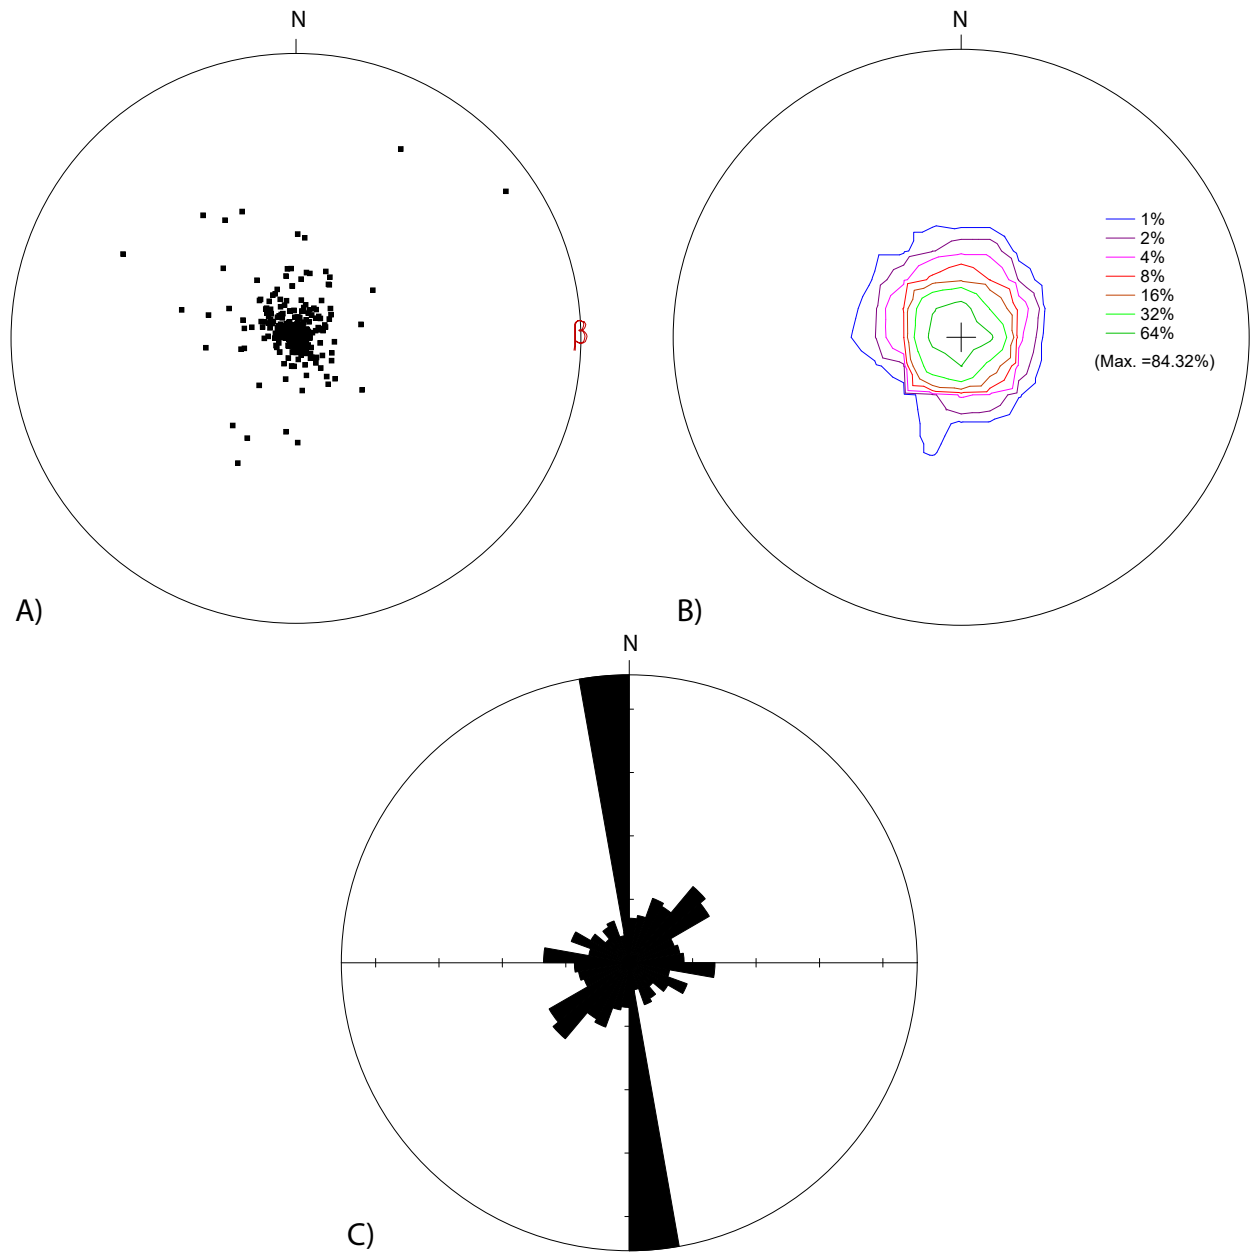 N
β
A)
N
1%
2%
4%
8%
16%
32%
64%
(Max. =84.32%)
B)
N
C)